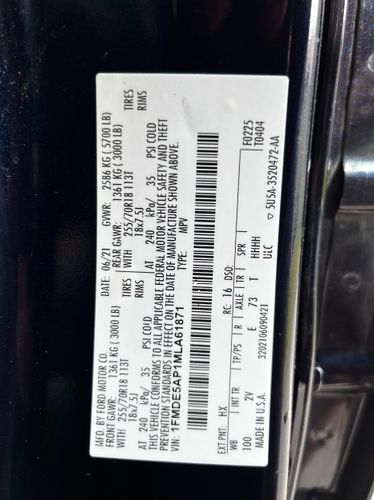 MFD. BY FORD MOTOR CO.
DATE: 06/21 GVWR: 2586 KG ( 5700 LB)
FRONT GAWR: 1361 KG (3000 LB) REAR GAWR: 1361 KG (3000 LB)
WITH 255/70R18 113T TIRES WITH 255/70R18 113T TIRES
18x7.5J RIMS 18x7.5J RIMS
AT 240 kPa/ 35 PSI COLD AT 240 kPa/ 35 PSI COLD
THIS VEHICLE CONFORMS TO ALL APPLICABLE FEDERAL MOTOR VEHICLE SAFETY AND THEFT
PREVENTION STANDARDS IN EFFECT ON THE DATE OF MANUFACTURE SHOWN ABOVE.
VIN: 1FMDE5AP1MLA61871
TYPE: MPV
F0225
T0404
EXT PNT: HX RC: 16 DSO:
WB INT TR TP/PS R AXLE TR SPR
100 2V E 73 T HHHH
UIC
MADE IN U.S.A. 3202106090421
5U5A-3520472-AA